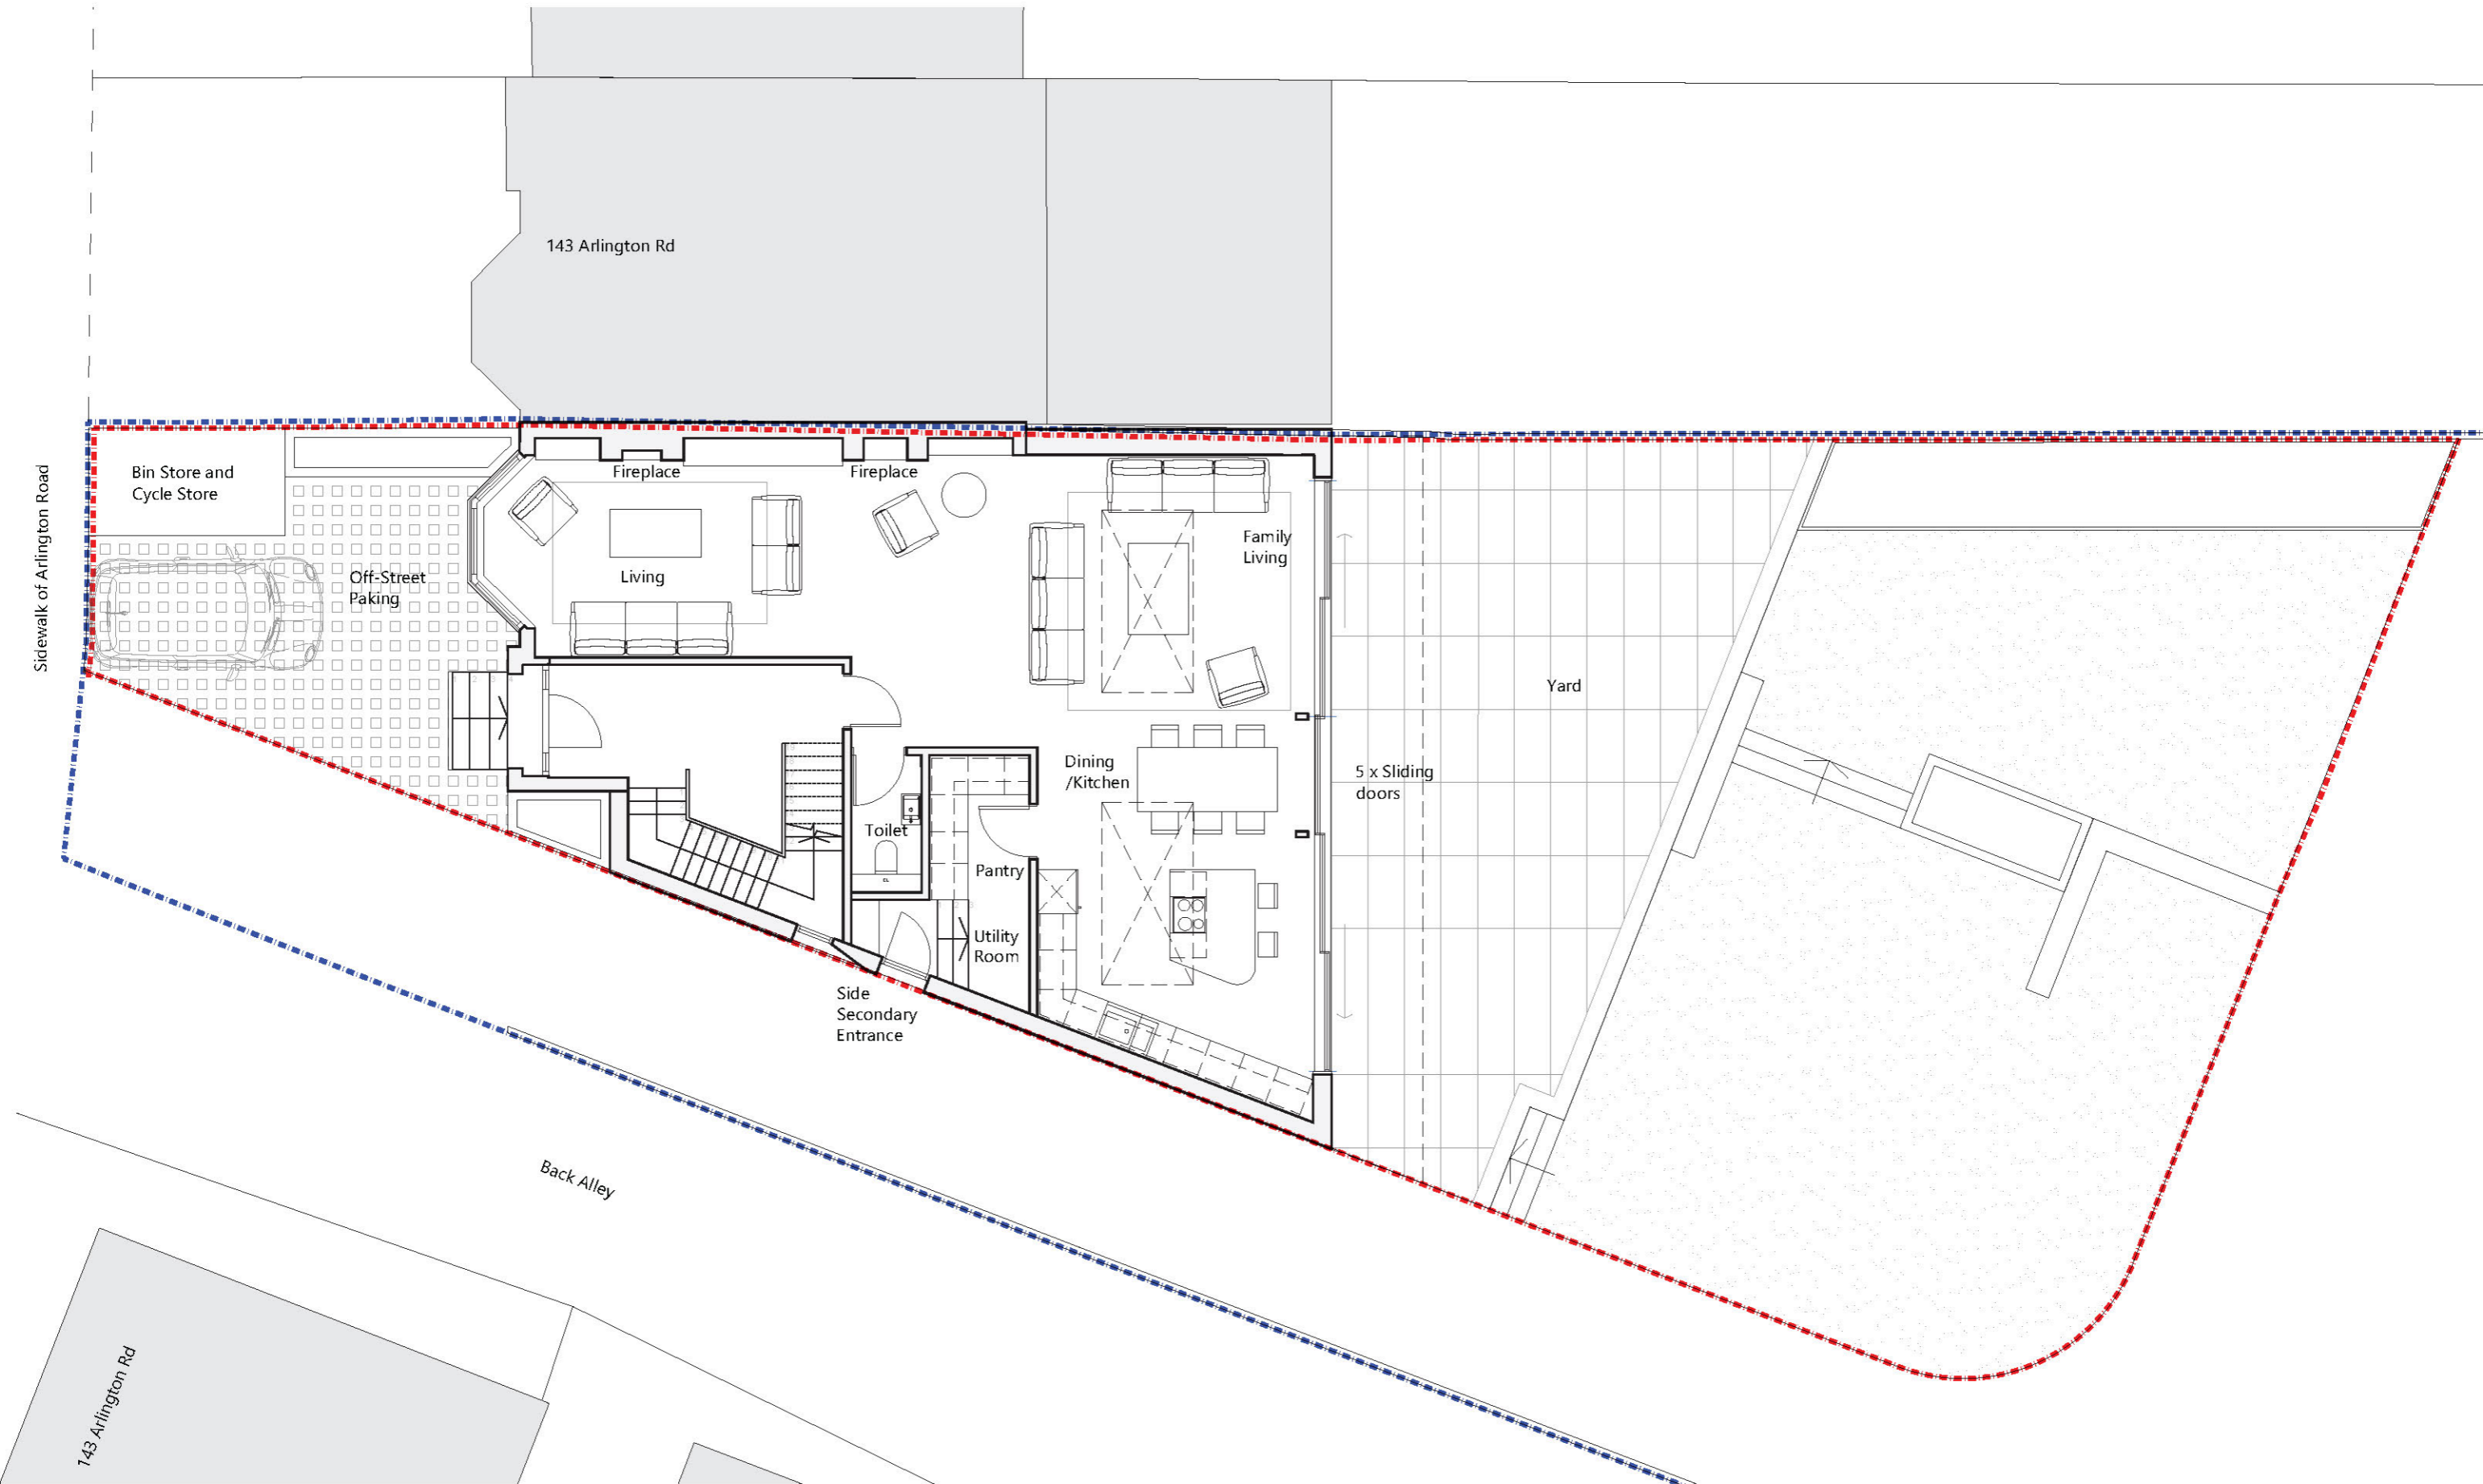 143 Arlington Rd
Sidewalk of Arlington Road
Bin Store and
Cycle Store
Fireplace
Fireplace
Off-Street
Paking
Living
Family
Living
Yard
Dining
/Kitchen
5 x Sliding
doors
Toilet
Pantry
Utility
Room
Side
Secondary
Entrance
Back Alley
143 Arlington Rd